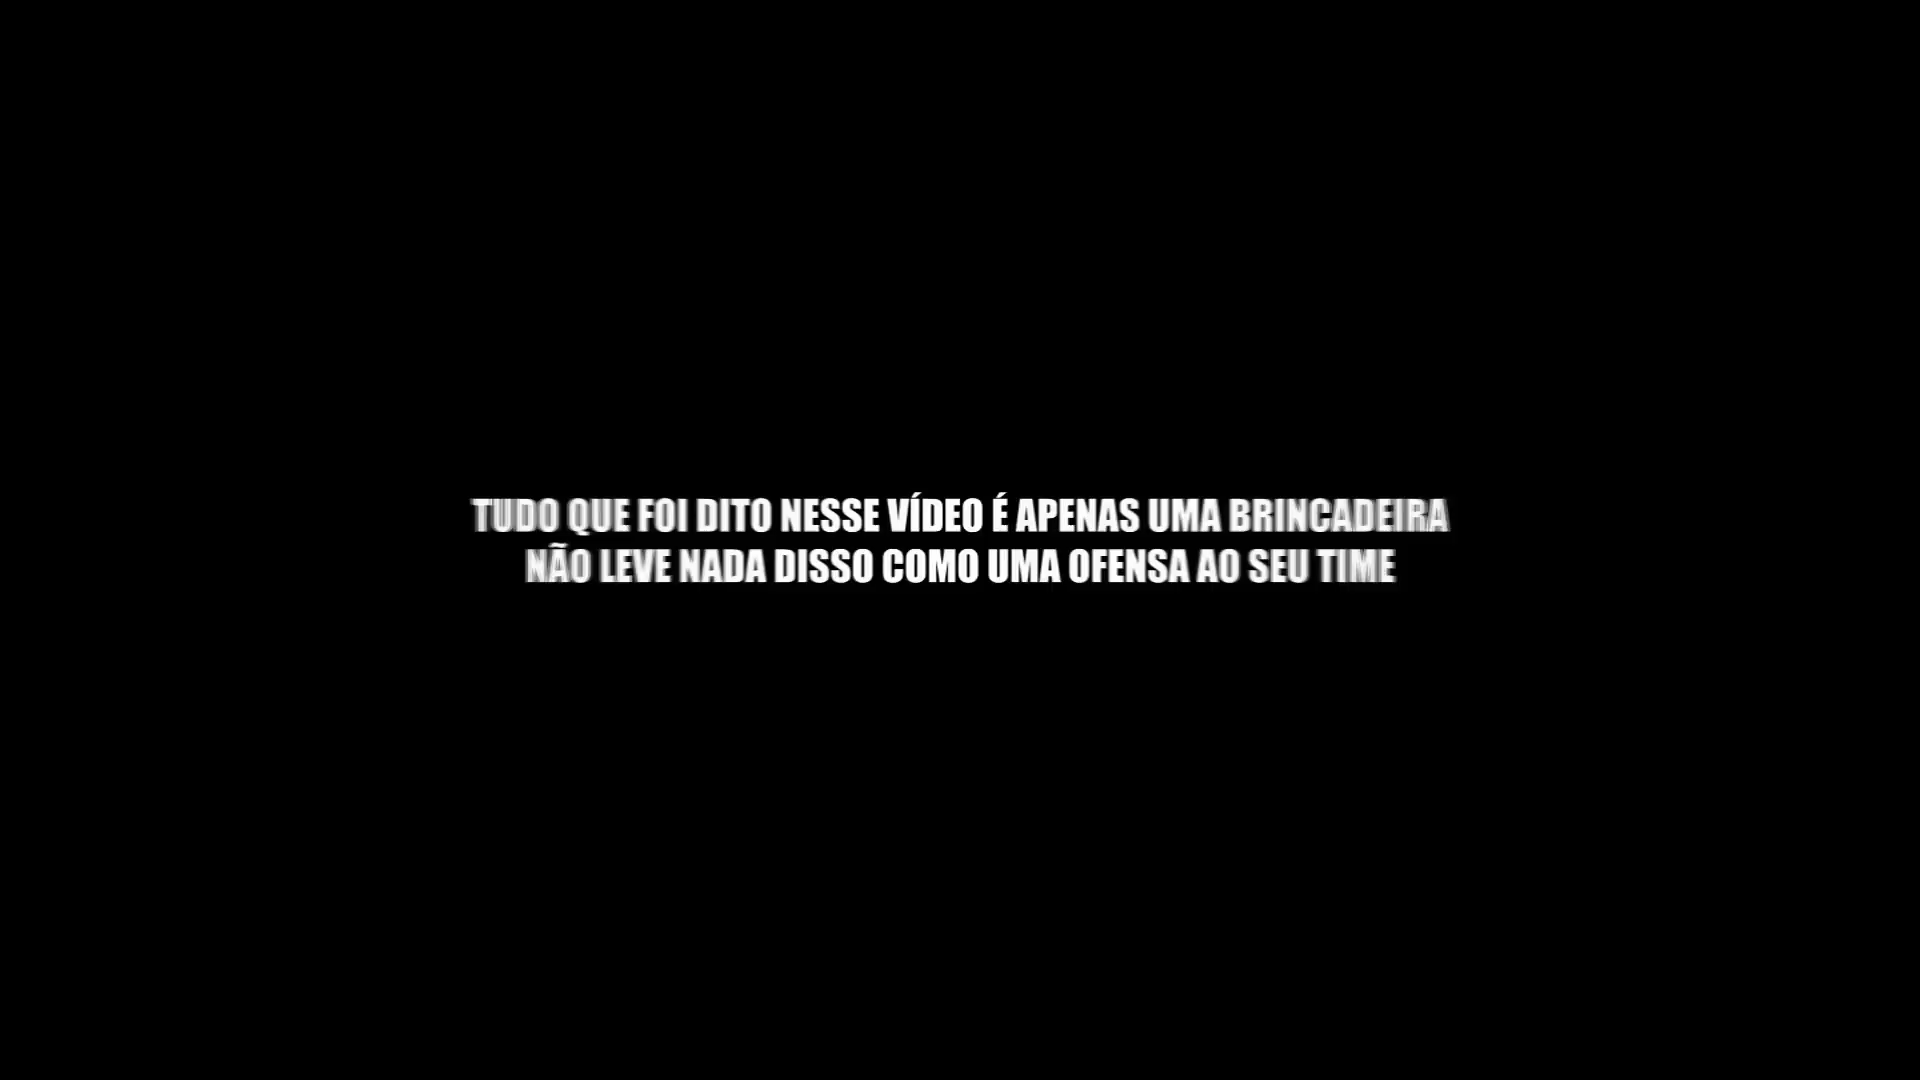 TUDO QUE FOI DITO NESSE VÍDEO É APENAS UMA BRINCADEIRA
NÃO LEVE NADA DISSO COMO UMA OFENSA AO SEU TIME